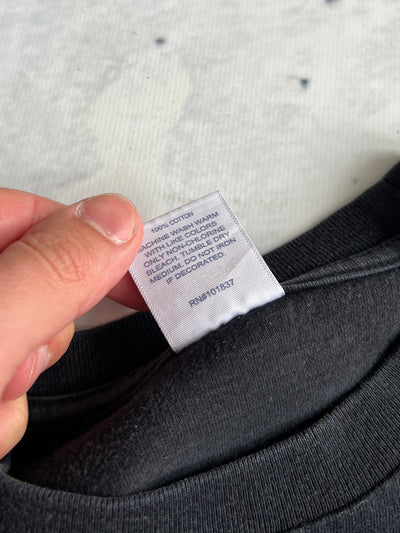 100% COTTON
MACHINE WASH WARM
WITH LIKE COLORS
ONLY NON-CHLORINE
BLEACH. TUMBLE DRY
MEDIUM. DO NOT IRON
IF DECORATED.
RN#101837